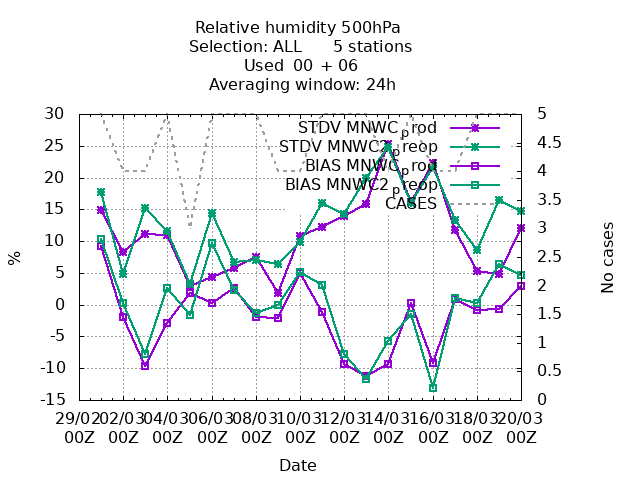 Relative humidity 500hPa
Selection: ALL 5 stations
Used 00 + 06
Averaging window: 24h
STDV MNWC_prod
STDV MNWC2_preop
BIAS MNWC_prod
BIAS MNWC2_preop
CASES
%
30
25
20
15
10
5
0
-5
-10
-15
No cases
5
4.5
4
3.5
3
2.5
2
1.5
1
0.5
0
29/02 02/03 04/03 06/03 08/03 10/03 12/03 14/03 16/03 18/03 20/03
00Z 00Z 00Z 00Z 00Z 00Z 00Z 00Z 00Z 00Z 00Z
Date